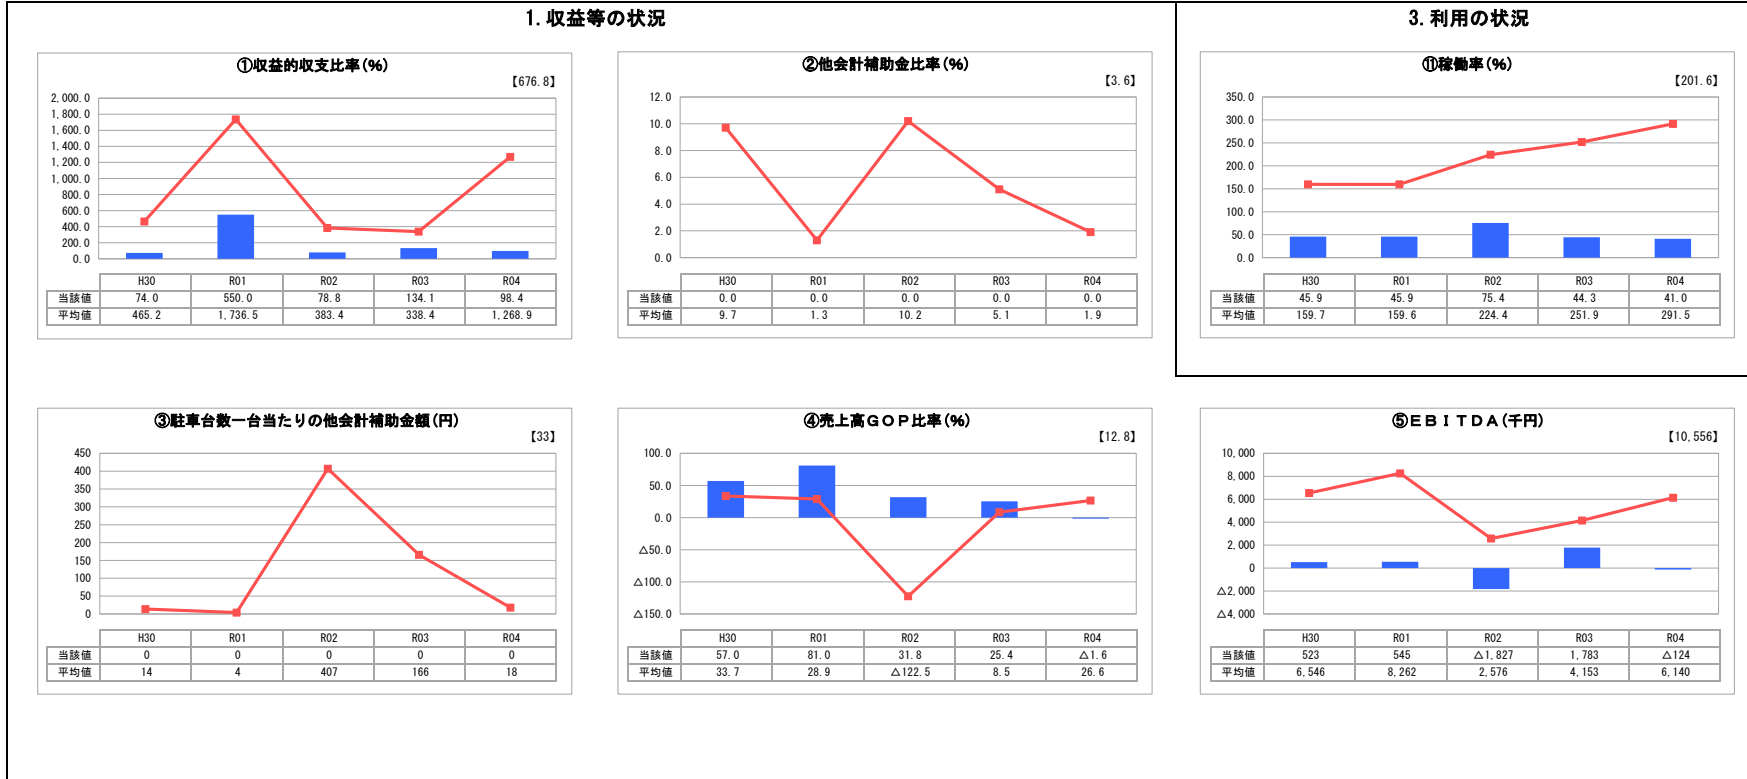 1. 収益等の状況
3. 利用の状況
①収益的収支比率(%)
【676.8】
2,000.0
1,800.0
1,600.0
1,400.0
1,200.0
1,000.0
800.0
600.0
400.0
200.0
0.0
H30 R01 R02 R03 R04
当該値 74.0 550.0 78.8 134.1 98.4
平均値 465.2 1,736.5 383.4 338.4 1,268.9
②他会計補助金比率(%)
【3.6】
12.0
10.0
8.0
6.0
4.0
2.0
0.0
H30 R01 R02 R03 R04
当該値 0.0 0.0 0.0 0.0 0.0
平均値 9.7 1.3 10.2 5.1 1.9
⑪稼働率(%)
【201.6】
350.0
300.0
250.0
200.0
150.0
100.0
50.0
0.0
H30 R01 R02 R03 R04
当該値 45.9 45.9 75.4 44.3 41.0
平均値 159.7 159.6 224.4 251.9 291.5
③駐車台数一台当たりの他会計補助金額(円)
【33】
450
400
350
300
250
200
150
100
50
0
H30 R01 R02 R03 R04
当該値 0 0 0 0 0
平均値 14 4 407 166 18
④売上高GOP比率(%)
【12.8】
100.0
50.0
0.0
△50.0
△100.0
△150.0
H30 R01 R02 R03 R04
当該値 57.0 81.0 31.8 25.4 △1.6
平均値 33.7 28.9 △122.5 8.5 26.6
⑤EBITDA(千円)
【10,556】
10,000
8,000
6,000
4,000
2,000
0
△2,000
△4,000
H30 R01 R02 R03 R04
当該値 523 545 △1,827 1,783 △124
平均値 6,546 8,262 2,576 4,153 6,140